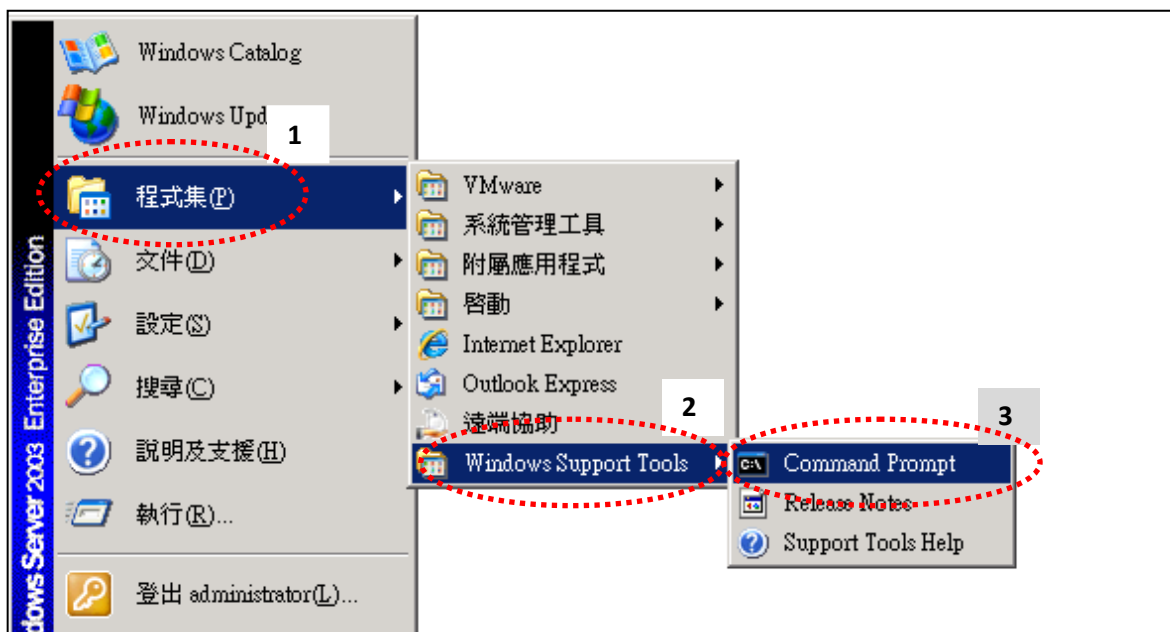 Windows Catalog
Windows Upd
1
程式集(P)
文件(D)
設定(S)
搜尋(C)
說明及支援(H)
執行(R)...
登出 administrator(L)...
dows Server 2003 Enterprise Edition
VMware
系統管理工具
附屬應用程式
啓動
Internet Explorer
Outlook Express
遠端協助
2
Windows Support Tools
3
C:\
Command Prompt
Release Notes
Support Tools Help